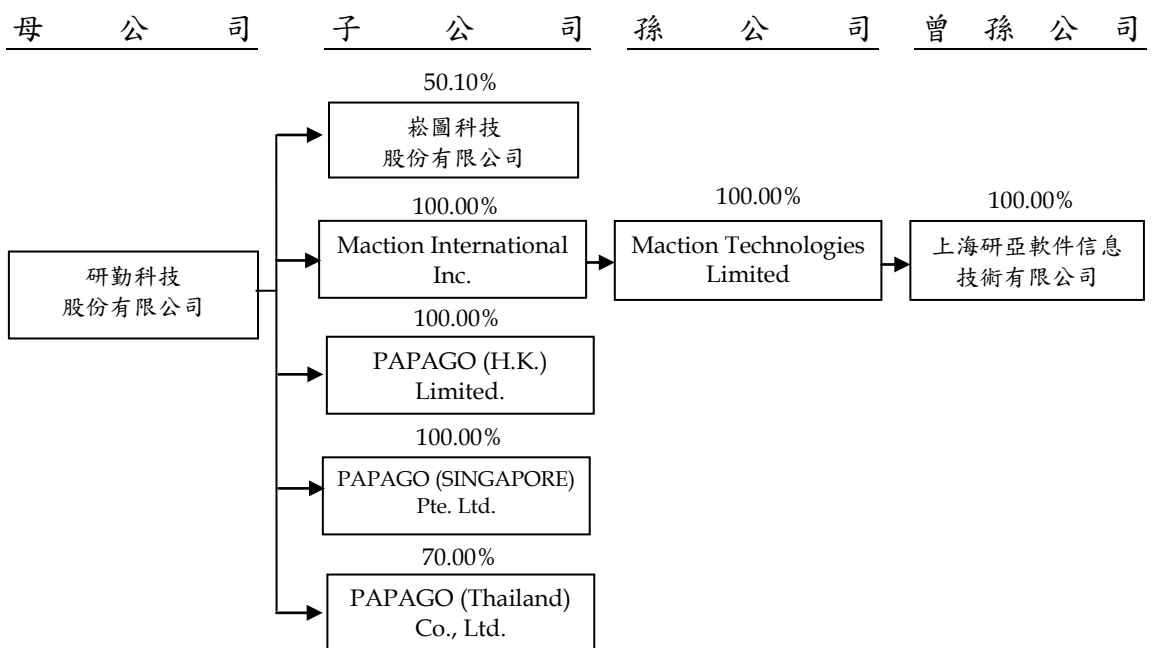 母公司 子公司 孫公司 曾孫公司
50.10%
崧圖科技
股份有限公司
100.00%
Maction International
Inc.
100.00%
Maction Technologies
Limited
100.00%
上海研亞軟件信息
技術有限公司
研勤科技
股份有限公司
100.00%
PAPAGO (H.K.)
Limited.
100.00%
PAPAGO (SINGAPORE)
Pte. Ltd.
70.00%
PAPAGO (Thailand)
Co., Ltd.